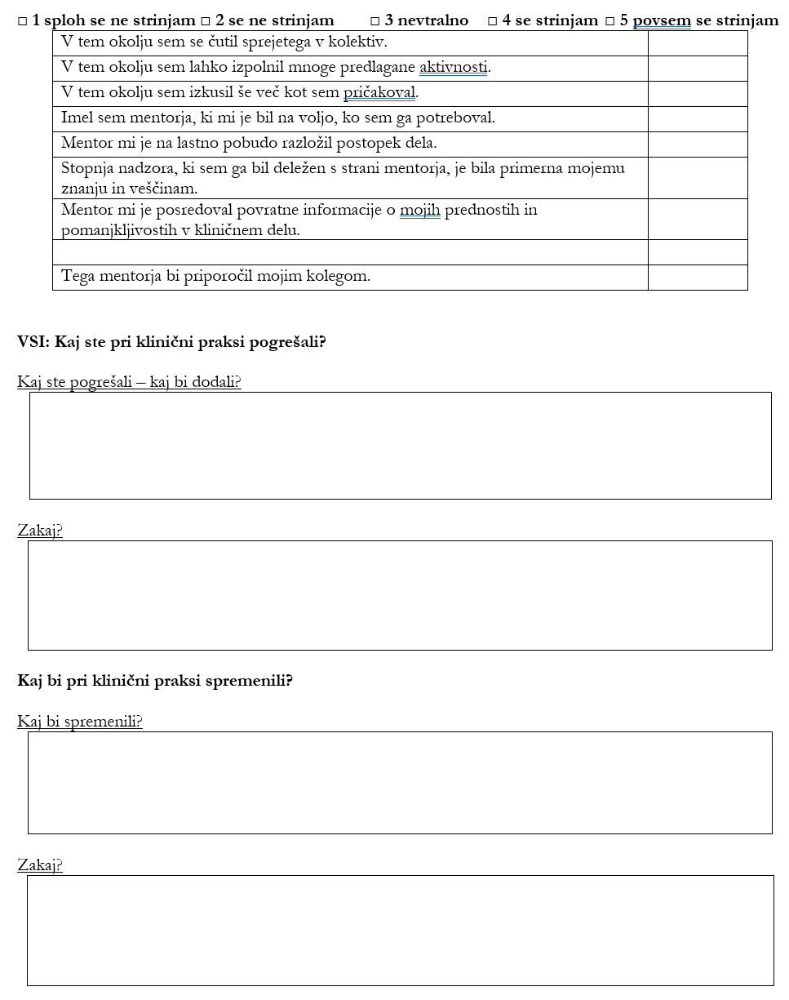 □ 1 sploh se ne strinjam □ 2 se ne strinjam □ 3 nevtralno □ 4 se strinjam □ 5 povsem se strinjam
V tem okolju sem se čutil sprejetega v kolektiv.
V tem okolju sem lahko izpolnil mnoge predlagane aktivnosti.
V tem okolju sem izkusil še več kot sem pričakoval.
Imel sem mentorja, ki mi je bil na voljo, ko sem ga potreboval.
Mentor mi je na lastno pobudo razložil postopek dela.
Stopnja nadzora, ki sem ga bil deležen s strani mentorja, je bila primerna mojemu
znanju in veščinam.
Mentor mi je posredoval povratne informacije o mojih prednostih in
pomanjkljivostih v kliničnem delu.
Tega mentorja bi priporočil mojim kolegom.
VSI: Kaj ste pri klinični praksi pogrešali?
Kaj ste pogrešali – kaj bi dodali?
Zakaj?
Kaj bi pri klinični praksi spremenili?
Kaj bi spremenili?
Zakaj?